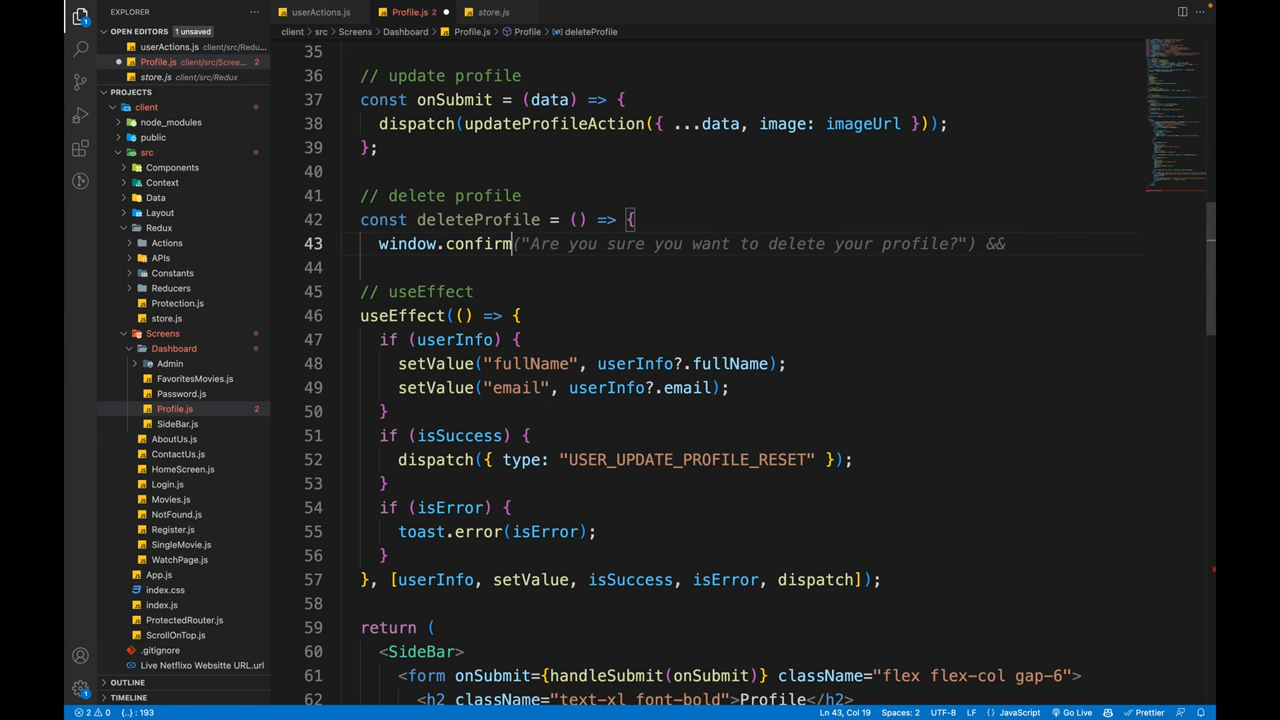 EXPLORER
···
userActions.js
Profile.js 2
store.js
OPEN EDITORS 1 unsaved
client > src > Screens > Dashboard > Profile.js > Profile > deleteProfile
userActions.js client/src/Redu...
Profile.js client/src/Scree... 2
store.js client/src/Redux
PROJECTS
client
node_modules
public
src
Components
Context
Data
Layout
Redux
Actions
APIs
Constants
Reducers
Protection.js
store.js
Screens
Dashboard
Admin
FavoritesMovies.js
Password.js
Profile.js 2
SideBar.js
AboutUs.js
ContactUs.js
HomeScreen.js
Login.js
Movies.js
NotFound.js
Register.js
SingleMovie.js
WatchPage.js
App.js
index.css
index.js
ProtectedRouter.js
ScrollOnTop.js
.gitignore
Live Netflixo Websitte URL.url
OUTLINE
TIMELINE
35
36 // update profile
37 const onSubmit = (data) => {
38 dispatch(updateProfileAction({ ...data, image: imageUrl }));
39 };
40
41 // delete profile
42 const deleteProfile = () => {
43 window.confirm("Are you sure you want to delete your profile?") &&
44
45 // useEffect
46 useEffect(() => {
47 if (userInfo) {
48 setValue("fullName", userInfo?.fullName);
49 setValue("email", userInfo?.email);
50 }
51 if (isSuccess) {
52 dispatch({ type: "USER_UPDATE_PROFILE_RESET" });
53 }
54 if (isError) {
55 toast.error(isError);
56 }
57 }, [userInfo, setValue, isSuccess, isError, dispatch]);
58
59 return (
60 <SideBar>
61 <form onSubmit={handleSubmit(onSubmit)} className="flex flex-col gap-6">
62 <h2 className="text-xl font-bold">Profile</h2>
2 0 {..}: 193
Ln 43, Col 19 Spaces: 2 UTF-8 LF {} JavaScript Go Live Prettier